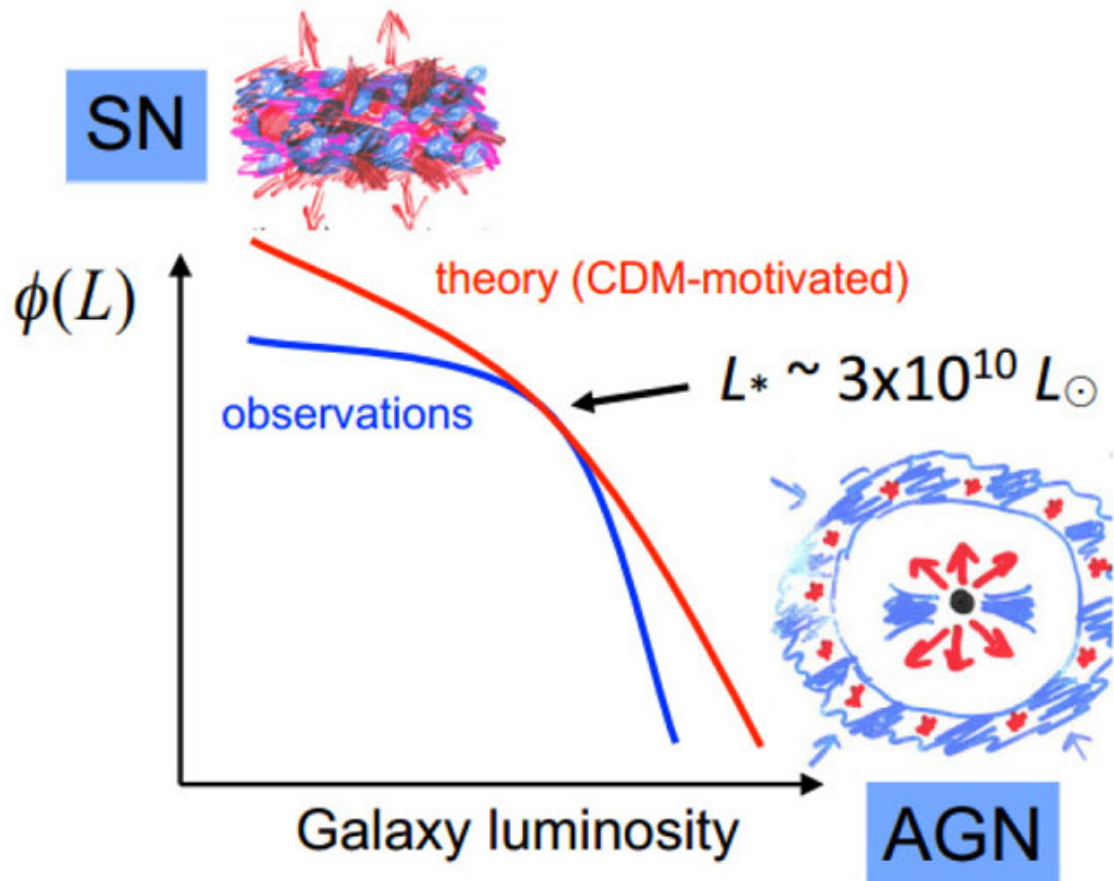 SN
ϕ(L)
theory (CDM-motivated)
observations
L* ~ 3x10¹⁰ L☉
Galaxy luminosity
AGN